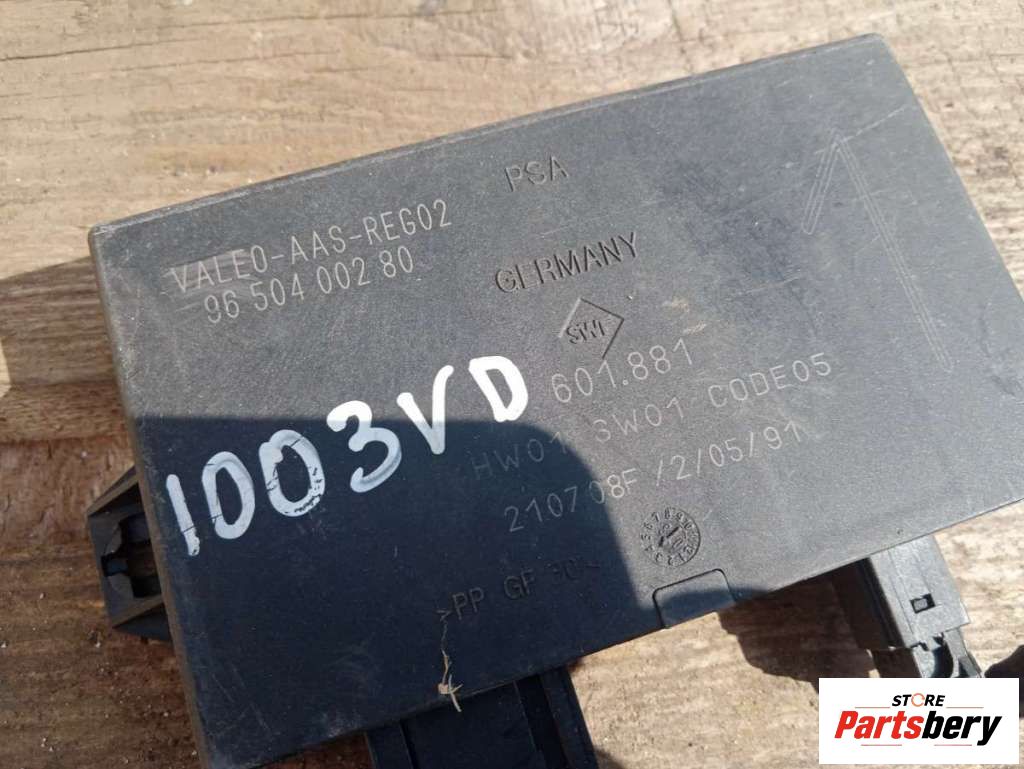 PSA
VALEO-AAS-REG02
96 504 002 80
GERMANY
SWI
601.881
HW01 SW01 CODE05
210708F/2/05/91
1003VD
>PP GF
STORE
Partsbery